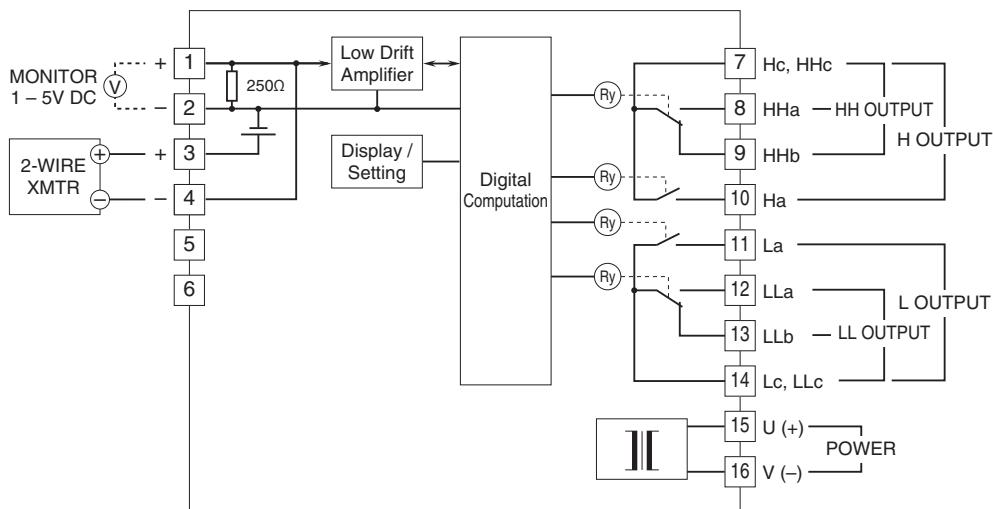 MONITOR
1 – 5V DC
V
+
–
1
2
250Ω
2-WIRE
XMTR
+
–
+
–
3
4
5
6
Low Drift
Amplifier
Display /
Setting
Digital
Computation
Ry
Ry
Ry
Ry
7 Hc, HHc
8 HHa
HH OUTPUT
9 HHb
H OUTPUT
10 Ha
11 La
12 LLa
L OUTPUT
13 LLb
LL OUTPUT
14 Lc, LLc
15 U (+)
POWER
16 V (–)